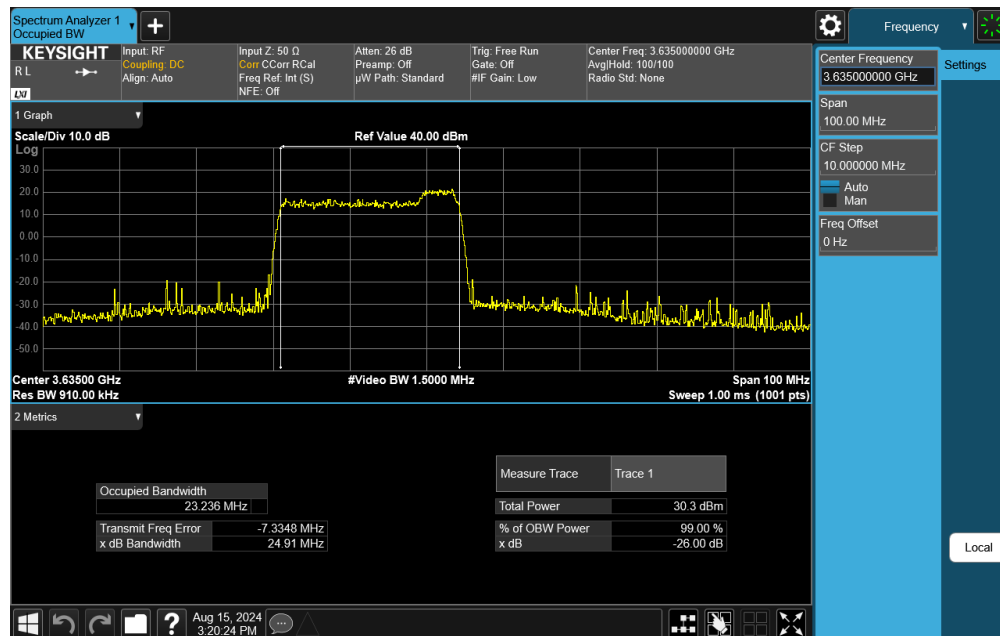 Spectrum Analyzer 1
Occupied BW
Frequency
KEYSIGHT
R L
LXI
Input: RF
Coupling: DC
Align: Auto
Input Z: 50 Ω
Corr CCorr RCal
Freq Ref: Int (S)
NFE: Off
Atten: 26 dB
Preamp: Off
µW Path: Standard
Trig: Free Run
Gate: Off
#IF Gain: Low
Center Freq: 3.635000000 GHz
Avg|Hold: 100/100
Radio Std: None
Center Frequency
3.635000000 GHz
Settings
Span
100.00 MHz
CF Step
10.000000 MHz
Auto
Man
Freq Offset
0 Hz
Local
1 Graph
Scale/Div 10.0 dB
Ref Value 40.00 dBm
Log
30.0
20.0
10.0
0.00
-10.0
-20.0
-30.0
-40.0
-50.0
Center 3.63500 GHz
#Video BW 1.5000 MHz
Span 100 MHz
Res BW 910.00 kHz
Sweep 1.00 ms (1001 pts)
2 Metrics
Occupied Bandwidth
23.236 MHz
Transmit Freq Error -7.3348 MHz
x dB Bandwidth 24.91 MHz
Measure Trace Trace 1
Total Power 30.3 dBm
% of OBW Power 99.00 %
x dB -26.00 dB
Aug 15, 2024
3:20:24 PM